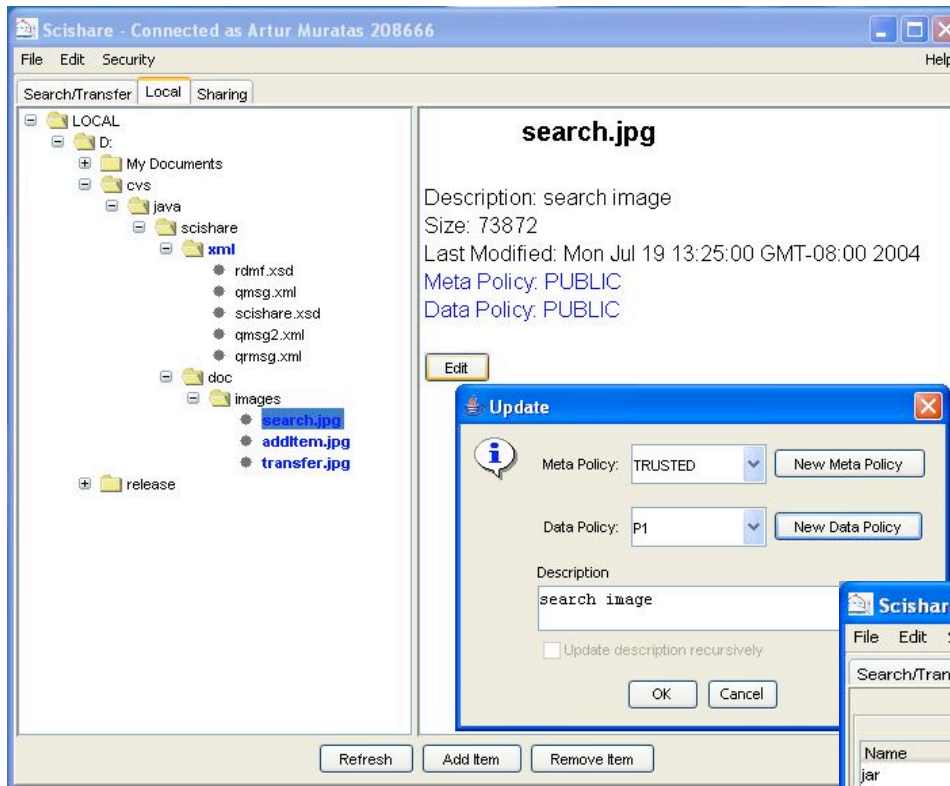 Scishare - Connected as Artur Muratas 208666
File Edit Security Help
Search/Transfer Local Sharing
LOCAL
D:
My Documents
cvs
java
scishare
xml
rdmf.xsd
qmsg.xml
scishare.xsd
qmsg2.xml
qrmsg.xml
doc
images
search.jpg
addItem.jpg
transfer.jpg
release
search.jpg
Description: search image
Size: 73872
Last Modified: Mon Jul 19 13:25:00 GMT-08:00 2004
Meta Policy: PUBLIC
Data Policy: PUBLIC
Edit
Update
Meta Policy: TRUSTED New Meta Policy
Data Policy: P1 New Data Policy
Description
search image
Update description recursively
OK Cancel
Refresh Add Item Remove Item
Scishar
File Edit
Search/Tran
Name
jar